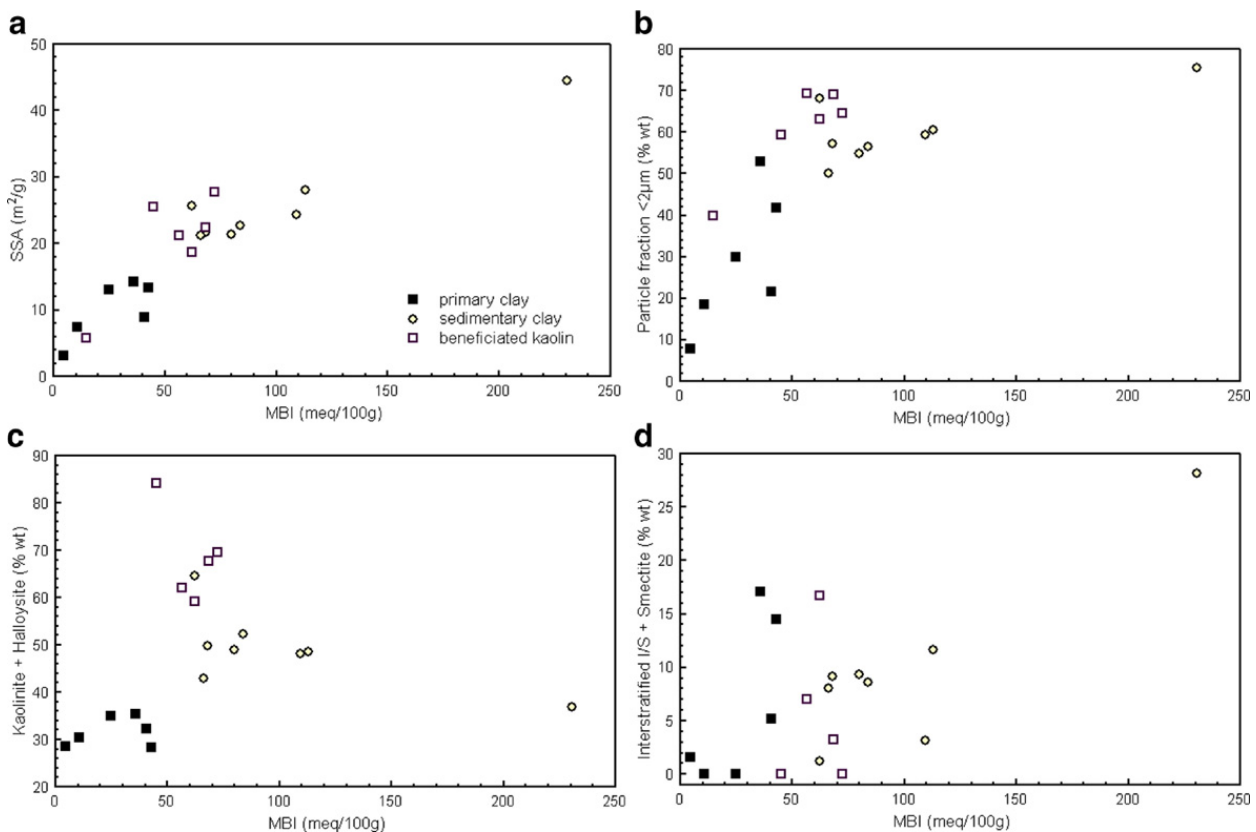 a
50
40
30
20
10
0
SSA (m²/g)
0 50 100 150 200 250
MBI (meq/100g)
primary clay
sedimentary clay
beneficiated kaolin
b
80
70
60
50
40
30
20
10
0
Particle fraction <2µm (% wt)
0 50 100 150 200 250
MBI (meq/100g)
c
90
80
70
60
50
40
30
20
Kaolinite + Halloysite (% wt)
0 50 100 150 200 250
MBI (meq/100g)
d
30
25
20
15
10
5
0
Interstratified I/S + Smectite (% wt)
0 50 100 150 200 250
MBI (meq/100g)